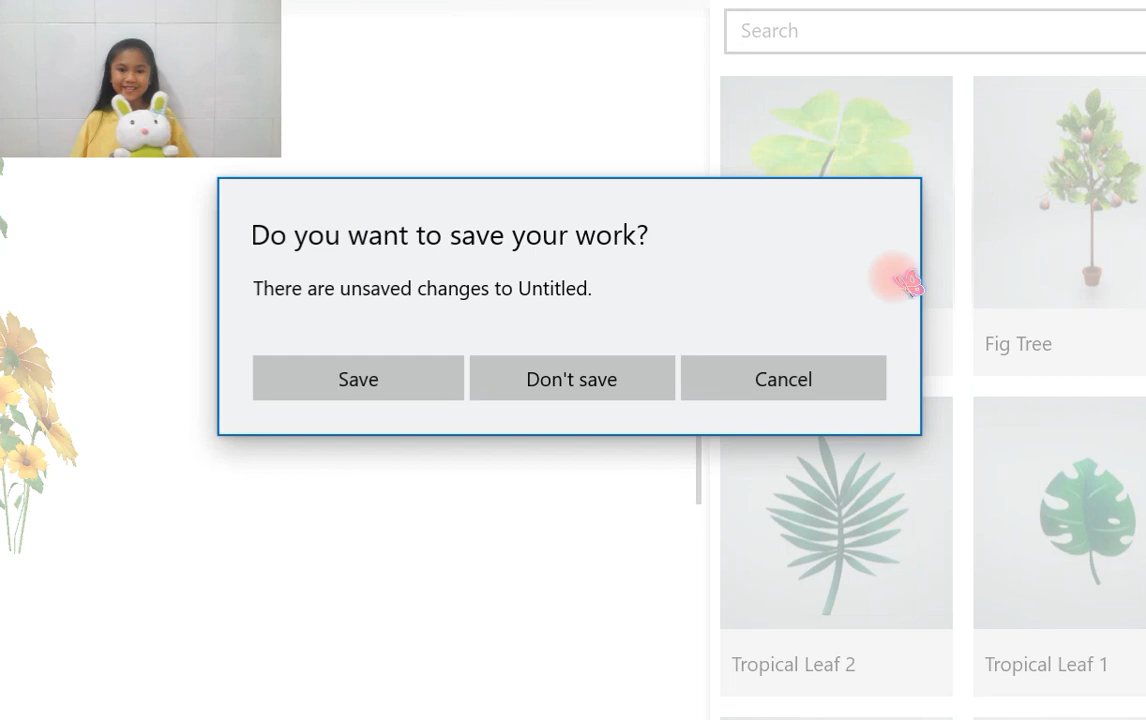 Search
Do you want to save your work?
There are unsaved changes to Untitled.
Save
Don't save
Cancel
Fig Tree
Tropical Leaf 2
Tropical Leaf 1